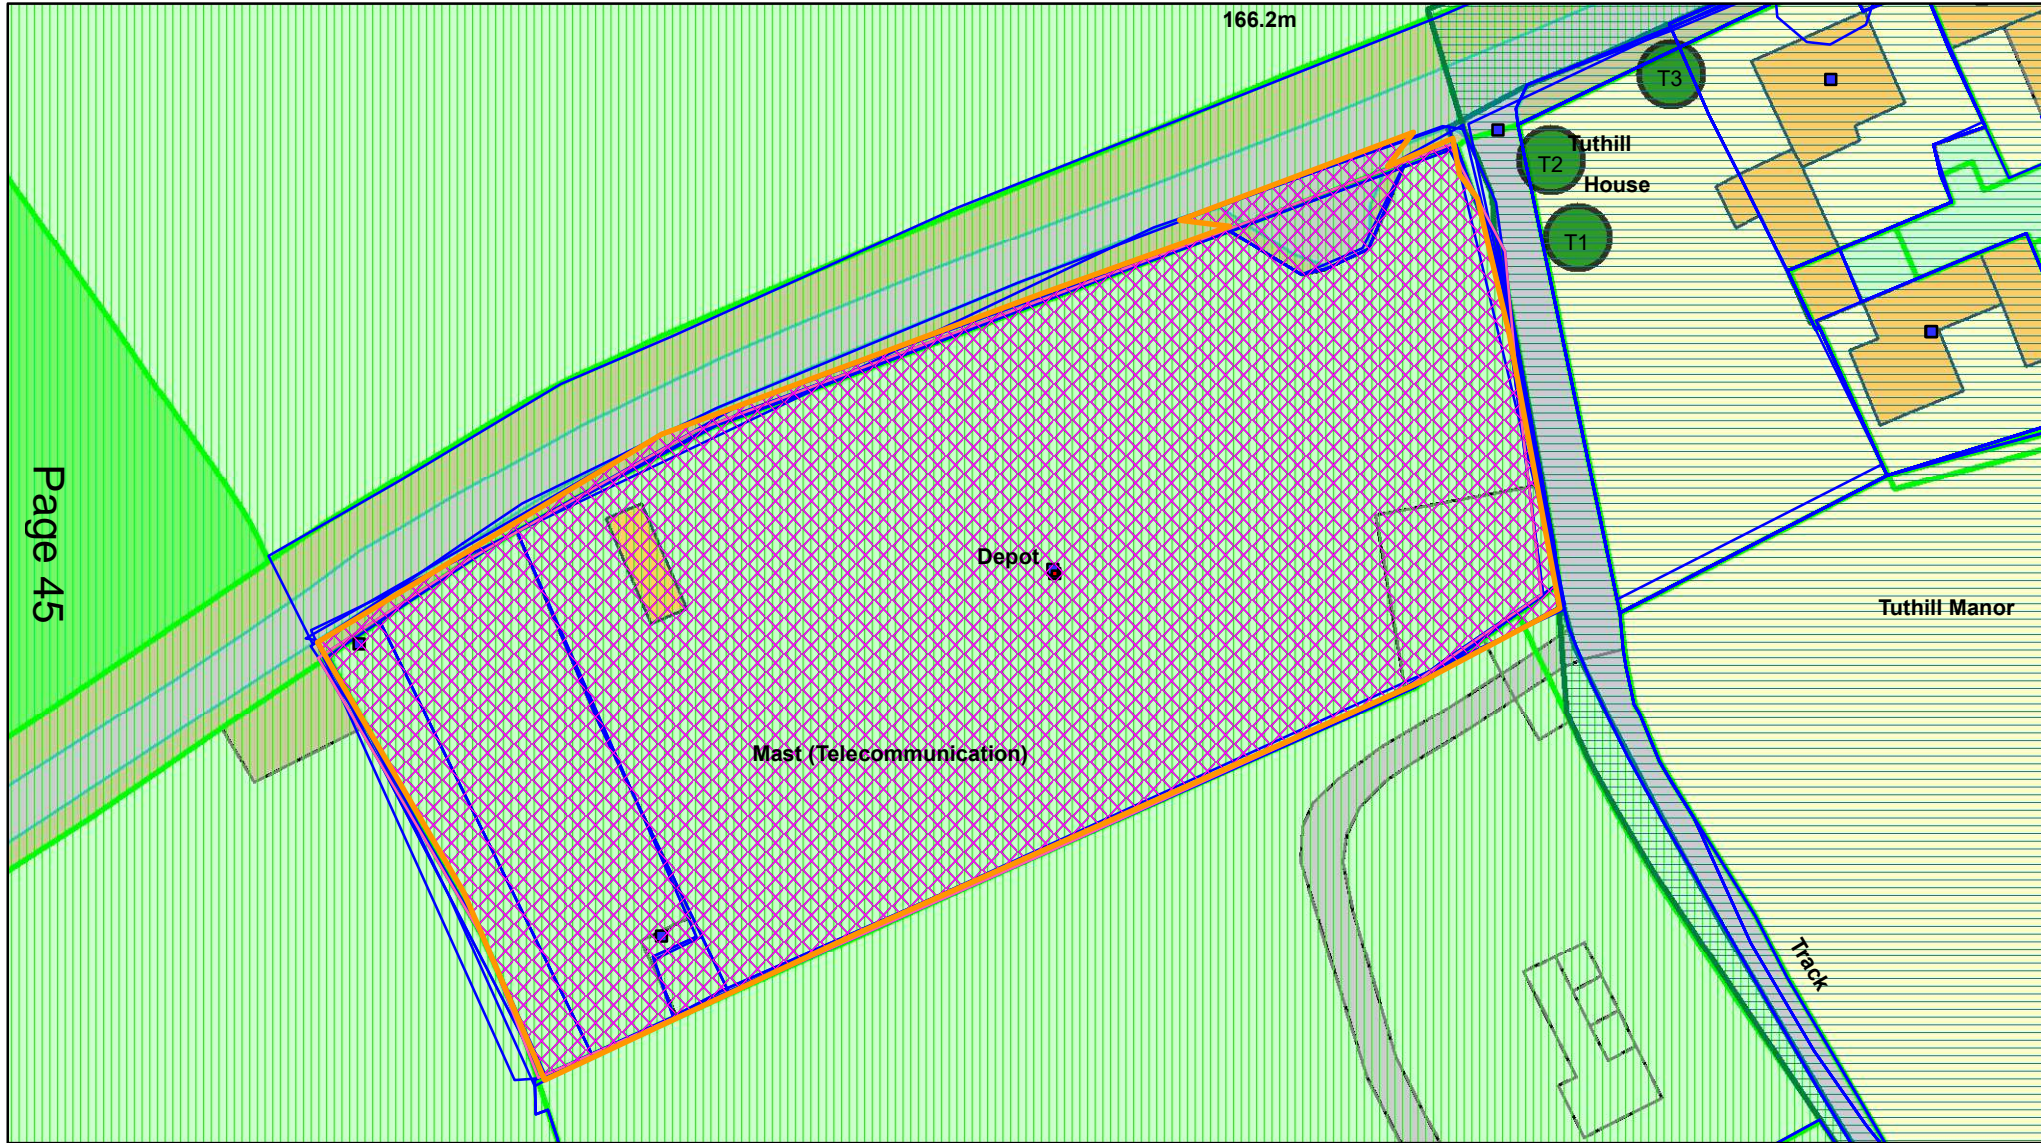 166.2m
T3
Tuthill
T2
House
T1
Page 45
Depot
Tuthill Manor
Mast (Telecommunication)
Track